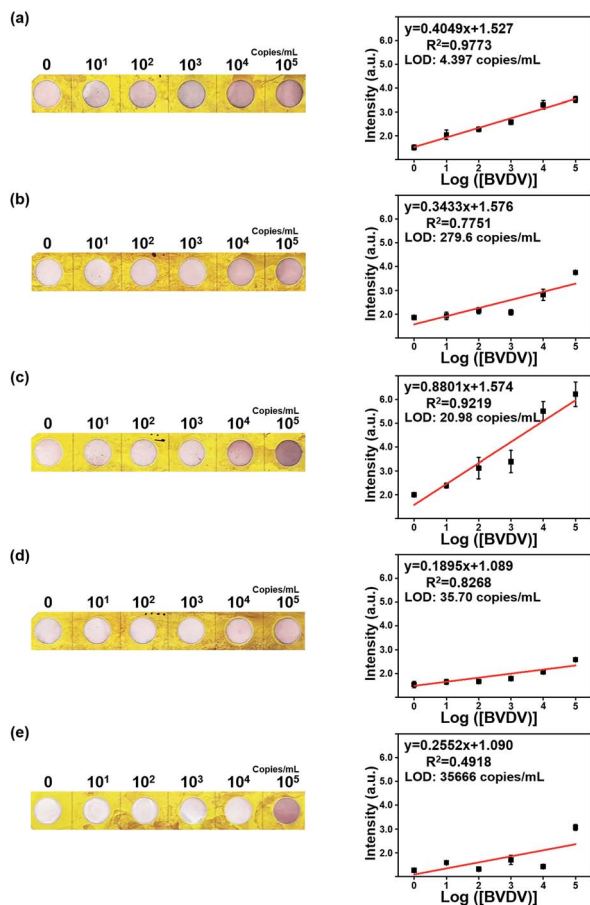 (a)
Copies/mL
0 10¹ 10² 10³ 10⁴ 10⁵
Intensity (a.u.)
6.0
5.0
4.0
3.0
2.0
y=0.4049x+1.527
R²=0.9773
LOD: 4.397 copies/mL
0 1 2 3 4 5
Log ([BVDV)]
(b)
Copies/mL
0 10¹ 10² 10³ 10⁴ 10⁵
Intensity (a.u.)
6.0
5.0
4.0
3.0
2.0
y=0.3433x+1.576
R²=0.7751
LOD: 279.6 copies/mL
0 1 2 3 4 5
Log ([BVDV)]
(c)
Copies/mL
0 10¹ 10² 10³ 10⁴ 10⁵
Intensity (a.u.)
6.0
5.0
4.0
3.0
2.0
y=0.8801x+1.574
R²=0.9219
LOD: 20.98 copies/mL
0 1 2 3 4 5
Log ([BVDV)]
(d)
Copies/mL
0 10¹ 10² 10³ 10⁴ 10⁵
Intensity (a.u.)
6.0
5.0
4.0
3.0
2.0
y=0.1895x+1.089
R²=0.8268
LOD: 35.70 copies/mL
0 1 2 3 4 5
Log ([BVDV)]
(e)
Copies/mL
0 10¹ 10² 10³ 10⁴ 10⁵
Intensity (a.u.)
6.0
5.0
4.0
3.0
2.0
1.0
y=0.2552x+1.090
R²=0.4918
LOD: 35666 copies/mL
0 1 2 3 4 5
Log ([BVDV)]